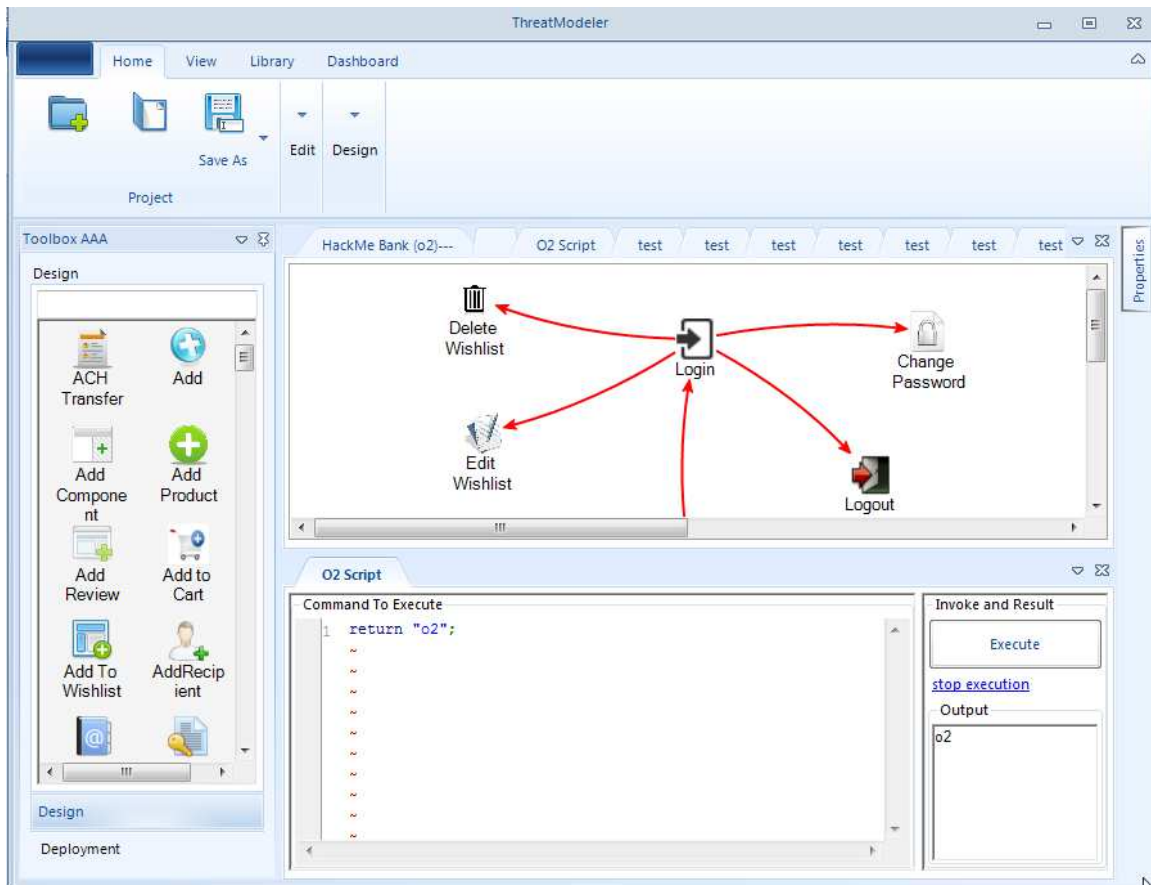 ThreatModeler
Home View Library Dashboard
Save As
Edit
Design
Project
Toolbox AAA
Design
ACH
Transfer
Add
Add
Compone
nt
Add
Product
Add
Review
Add to
Cart
Add To
Wishlist
AddRecip
ient
Design
Deployment
HackMe Bank (o2)--- O2 Script test test test test test test test
Delete
Wishlist
Login
Change
Password
Edit
Wishlist
Logout
Properties
O2 Script
Command To Execute
1 return "o2";
~
~
~
~
~
~
~
~
~
~
Invoke and Result
Execute
stop execution
Output
o2